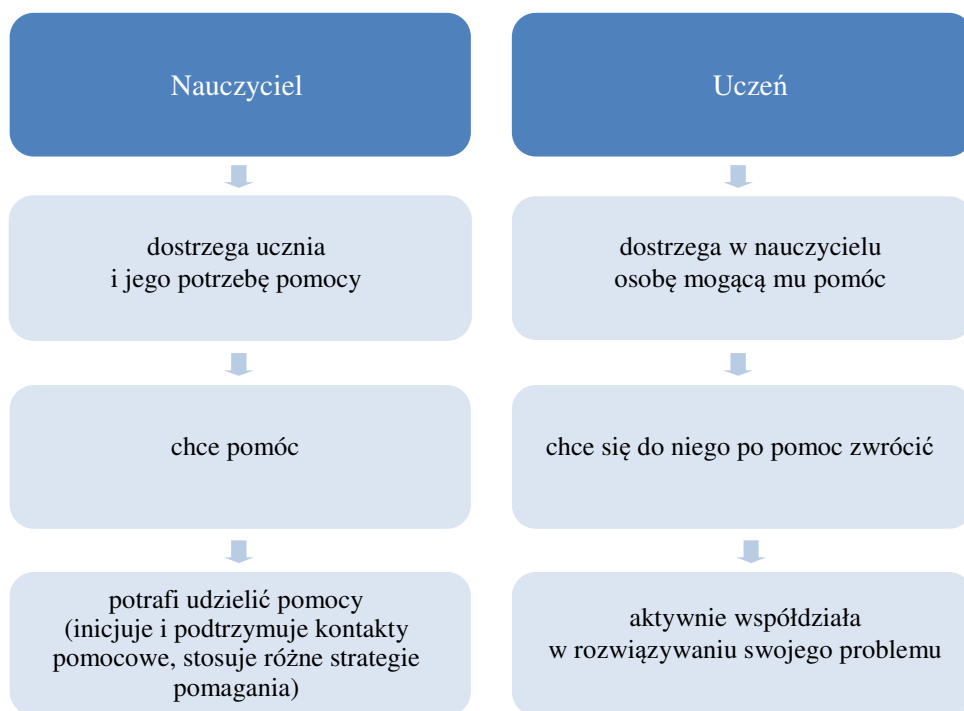 Nauczyciel
dostrzega ucznia
i jego potrzebę pomocy
chce pomóc
potrafi udzielić pomocy
(inicjuje i podtrzymuje kontakty
pomocowe, stosuje różne strategie
pomagania)
Uczeń
dostrzega w nauczycielu
osobę mogącą mu pomóc
chce się do niego po pomoc zwrócić
aktywnie współdziała
w rozwiązywaniu swojego problemu